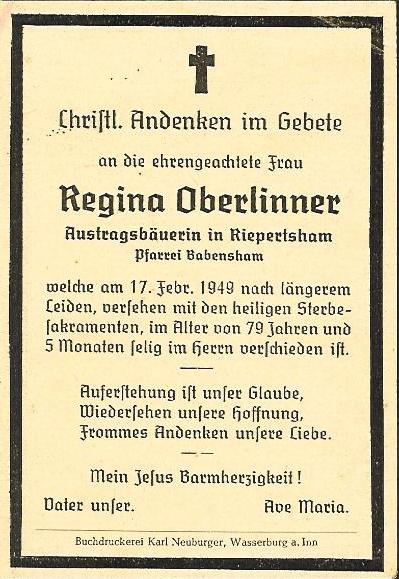 Christl. Andenken im Gebete
an die ehrengeachtete Frau
Regina Oberlinner
Austragsbäuerin in Riepertsham
Pfarrei Babensham
welche am 17. Febr. 1949 nach längerem
Leiden, versehen mit den heiligen Sterbe-
sakramenten, im Alter von 79 Jahren und
5 Monaten selig im Herrn verschieden ist.
Auferstehung ist unser Glaube,
Wiedersehen unsere Hoffnung,
Frommes Andenken unsere Liebe.
Mein Jesus Barmherzigkeit!
Vater unser. Ave Maria.
Buchdruckerei Karl Neuburger, Wasserburg a. Inn